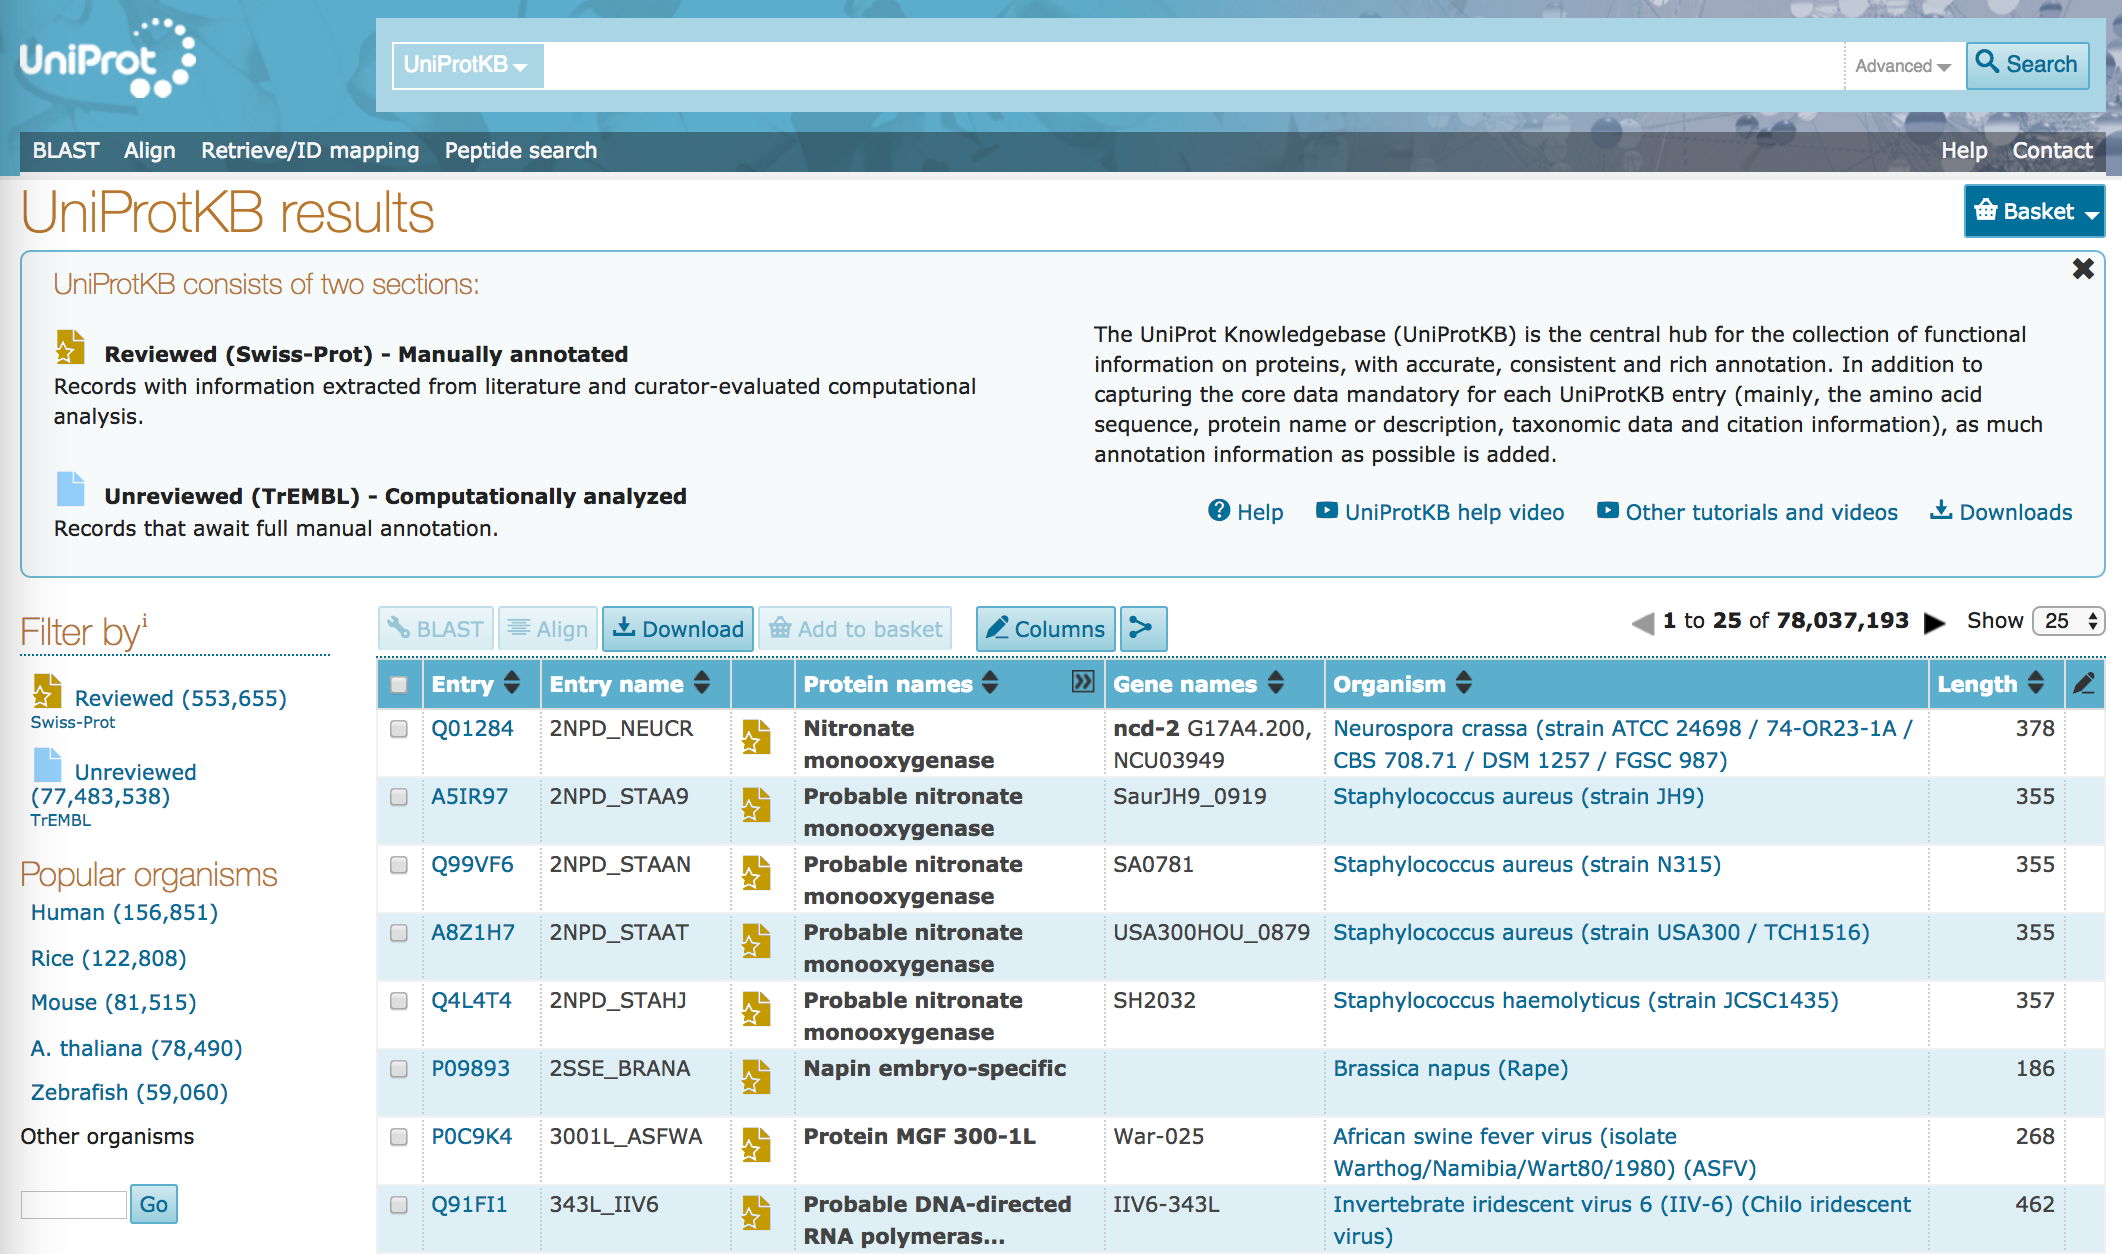 UniProt
UniProtKB
Advanced
Search
BLAST Align Retrieve/ID mapping Peptide search
Help Contact
UniProtKB results
Basket
UniProtKB consists of two sections:
Reviewed (Swiss-Prot) - Manually annotated
Records with information extracted from literature and curator-evaluated computational
analysis.
Unreviewed (TrEMBL) - Computationally analyzed
Records that await full manual annotation.
The UniProt Knowledgebase (UniProtKB) is the central hub for the collection of functional
information on proteins, with accurate, consistent and rich annotation. In addition to
capturing the core data mandatory for each UniProtKB entry (mainly, the amino acid
sequence, protein name or description, taxonomic data and citation information), as much
annotation information as possible is added.
Help UniProtKB help video Other tutorials and videos Downloads
Filter by i
Reviewed (553,655)
Swiss-Prot
Unreviewed
(77,483,538)
TrEMBL
Popular organisms
Human (156,851)
Rice (122,808)
Mouse (81,515)
A. thaliana (78,490)
Zebrafish (59,060)
Other organisms
Go
BLAST Align Download Add to basket Columns
1 to 25 of 78,037,193 Show 25
Entry Entry name Protein names Gene names Organism Length
Q01284 2NPD_NEUCR Nitronate ncd-2 G17A4.200, Neurospora crassa (strain ATCC 24698 / 74-OR23-1A / 378
monooxygenase NCU03949 CBS 708.71 / DSM 1257 / FGSC 987)
A5IR97 2NPD_STAA9 Probable nitronate SaurJH9_0919 Staphylococcus aureus (strain JH9) 355
monooxygenase
Q99VF6 2NPD_STAAN Probable nitronate SA0781 Staphylococcus aureus (strain N315) 355
monooxygenase
A8Z1H7 2NPD_STAAT Probable nitronate USA300HOU_0879 Staphylococcus aureus (strain USA300 / TCH1516) 355
monooxygenase
Q4L4T4 2NPD_STAHJ Probable nitronate SH2032 Staphylococcus haemolyticus (strain JCSC1435) 357
monooxygenase
P09893 2SSE_BRANA Napin embryo-specific Brassica napus (Rape) 186
P0C9K4 3001L_ASFWA Protein MGF 300-1L War-025 African swine fever virus (isolate 268
Warthog/Namibia/Wart80/1980) (ASFV)
Q91FI1 343L_IIV6 Probable DNA-directed IIV6-343L Invertebrate iridescent virus 6 (IIV-6) (Chilo iridescent 462
RNA polymeras... virus)